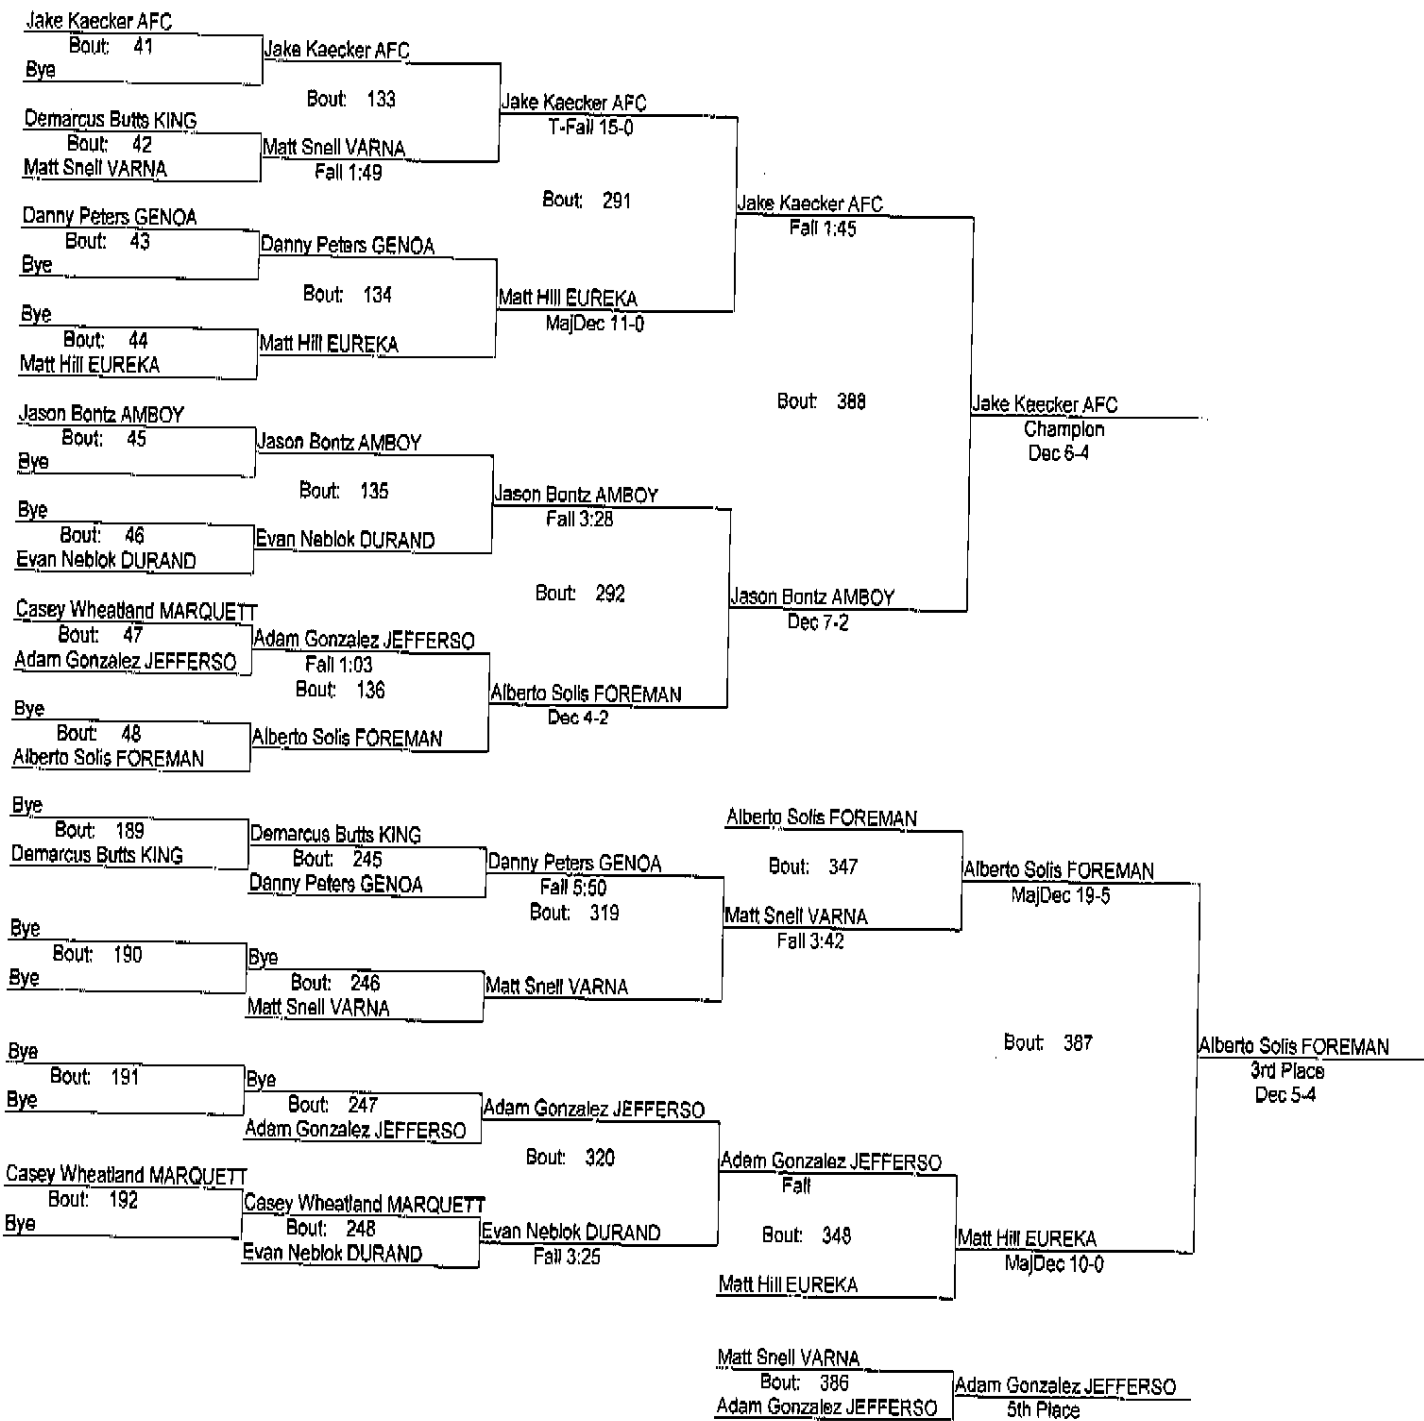 Jake Kaecker AFC
Bout: 41
Bye
Jake Kaecker AFC
Bout: 133
Demarcus Butts KING
Bout: 42
Matt Snell VARNA
Matt Snell VARNA
Fall 1:49
Jake Kaecker AFC
T-Fall 15-0
Bout: 291
Danny Peters GENOA
Bout: 43
Bye
Danny Peters GENOA
Bout: 134
Bye
Bout: 44
Matt Hill EUREKA
Matt Hill EUREKA
Matt Hill EUREKA
MajDec 11-0
Jake Kaecker AFC
Fall 1:45
Bout: 388
Jason Bontz AMBOY
Bout: 45
Bye
Jason Bontz AMBOY
Bout: 135
Bye
Bout: 46
Evan Neblok DURAND
Evan Neblok DURAND
Jason Bontz AMBOY
Fall 3:28
Bout: 292
Casey Wheatland MARQUETT
Bout: 47
Adam Gonzalez JEFFERSO
Adam Gonzalez JEFFERSO
Fall 1:03
Bout: 136
Bye
Bout: 48
Alberto Solis FOREMAN
Alberto Solis FOREMAN
Alberto Solis FOREMAN
Dec 4-2
Jason Bontz AMBOY
Dec 7-2
Jake Kaecker AFC
Champion
Dec 6-4
Bye
Bout: 189
Demarcus Butts KING
Demarcus Butts KING
Bout: 245
Danny Peters GENOA
Danny Peters GENOA
Fall 5:50
Bout: 319
Bye
Bout: 190
Bye
Bye
Bout: 246
Matt Snell VARNA
Matt Snell VARNA
Alberto Solis FOREMAN
Bout: 347
Matt Snell VARNA
Fall 3:42
Alberto Solis FOREMAN
MajDec 19-5
Bout: 387
Bye
Bout: 191
Bye
Bye
Bout: 247
Adam Gonzalez JEFFERSO
Adam Gonzalez JEFFERSO
Bout: 320
Casey Wheatland MARQUETT
Bout: 192
Bye
Casey Wheatland MARQUETT
Bout: 248
Evan Neblok DURAND
Evan Neblok DURAND
Fall 3:25
Adam Gonzalez JEFFERSO
Fall
Bout: 348
Matt Hill EUREKA
Matt Hill EUREKA
MajDec 10-0
Alberto Solis FOREMAN
3rd Place
Dec 5-4
Matt Snell VARNA
Bout: 386
Adam Gonzalez JEFFERSO
Adam Gonzalez JEFFERSO
5th Place